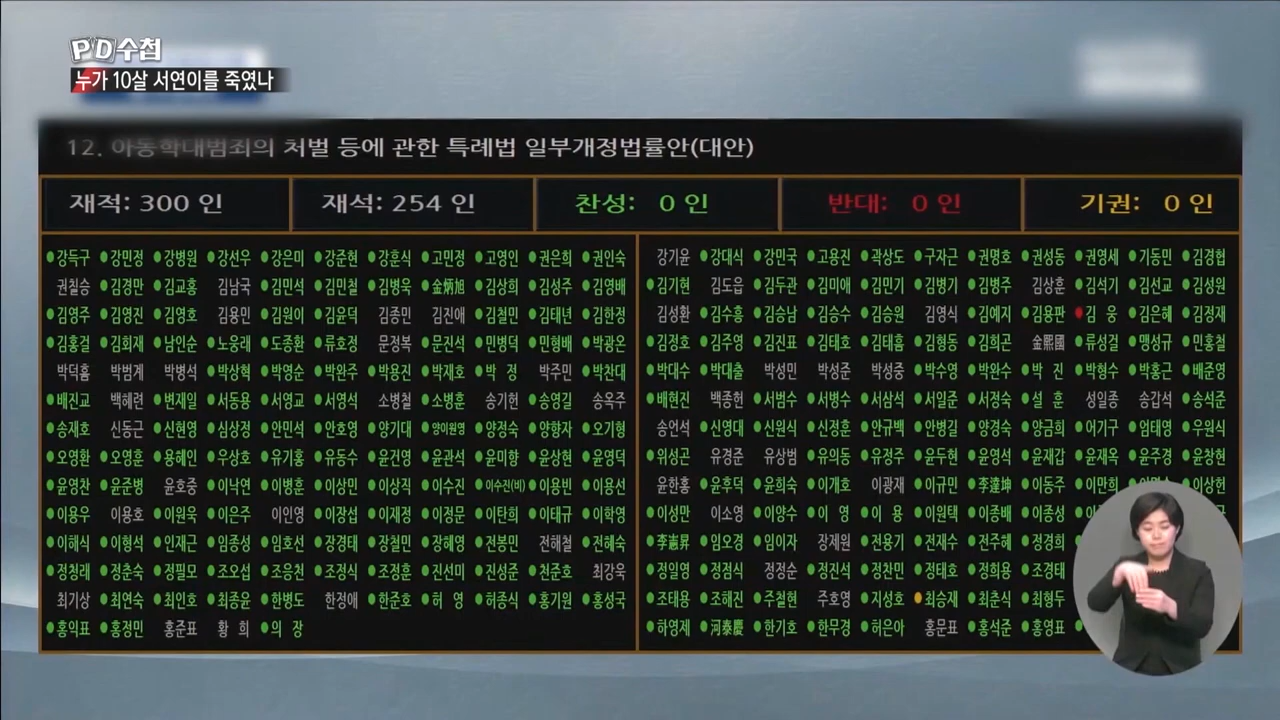 PD수첩
누가 10살 서연이를 죽였나
12. 아동학대범죄의 처벌 등에 관한 특례법 일부개정법률안(대안)
재적: 300 인 재석: 254 인 찬성: 0 인 반대: 0 인 기권: 0 인
강득구 강민정 강병원 강선우 강은미 강준현 강훈식 고민정 고영인 권은희 권인숙 강기윤 강대식 강민국 고용진 곽상도 구자근 권명호 권성동 권영세 기동민 김경협
권칠승 김경만 김교흥 김남국 김민석 김민철 김병욱 金炳旭 김상희 김성주 김영배 김기현 김도읍 김두관 김미애 김민기 김병기 김병주 김상훈 김석기 김선교 김성원
김영주 김영진 김영호 김용민 김원이 김윤덕 김종민 김진애 김철민 김태년 김한정 김성환 김수흥 김승남 김승수 김승원 김영식 김예지 김용판 김 웅 김은혜 김정재
김홍걸 김회재 남인순 노웅래 도종환 류호정 문정복 문진석 민병덕 민형배 박광온 김정호 김주영 김진표 김태호 김태흠 김형동 김희곤 金熙國 류성걸 맹성규 민홍철
박덕흠 박범계 박병석 박상혁 박영순 박완주 박용진 박재호 박 정 박주민 박찬대 박대수 박대출 박성민 박성준 박성중 박수영 박완수 박 진 박형수 박홍근 배준영
배진교 백혜련 변재일 서동용 서영교 서영석 소병철 소병훈 송기헌 송영길 송옥주 배현진 백종헌 서범수 서병수 서삼석 서일준 서정숙 설 훈 성일종 송갑석 송석준
송재호 신동근 신현영 심상정 안민석 안호영 양기대 양이원영 양정숙 양향자 오기형 송언석 신영대 신원식 신정훈 안규백 안병길 양경숙 양금희 어기구 엄태영 우원식
오영환 오영훈 용혜인 우상호 유기홍 유동수 윤건영 윤관석 윤미향 윤상현 윤영덕 위성곤 유경준 유상범 유의동 유정주 윤두현 윤영석 윤재갑 윤재옥 윤주경 윤창현
윤영찬 윤준병 윤호중 이낙연 이병훈 이상민 이상직 이수진 이수진(비) 이용빈 이용선 윤한홍 윤후덕 윤희숙 이개호 이광재 이규민 李達坤 이동주 이만희 이상헌
이용우 이용호 이원욱 이은주 이인영 이장섭 이재정 이정문 이탄희 이태규 이학영 이성만 이소영 이양수 이 영 이 용 이원택 이종배 이종성
이해식 이형석 인재근 임종성 임호선 장경태 장철민 장혜영 전봉민 전해철 전혜숙 李憲昇 임오경 임이자 장제원 전용기 전재수 전주혜 정경희
정청래 정춘숙 정필모 조오섭 조응천 조정식 조정훈 진선미 진성준 천준호 최강욱 정일영 정점식 정정순 정진석 정찬민 정태호 정희용 조경태
최기상 최연숙 최인호 최종윤 한병도 한정애 한준호 허 영 허종식 홍기원 홍성국 조태용 조해진 주철현 주호영 지성호 최승재 최춘식 최형두
홍익표 홍정민 홍준표 황 희 의 장 하영제 河泰慶 한기호 한무경 허은아 홍문표 홍석준 홍영표